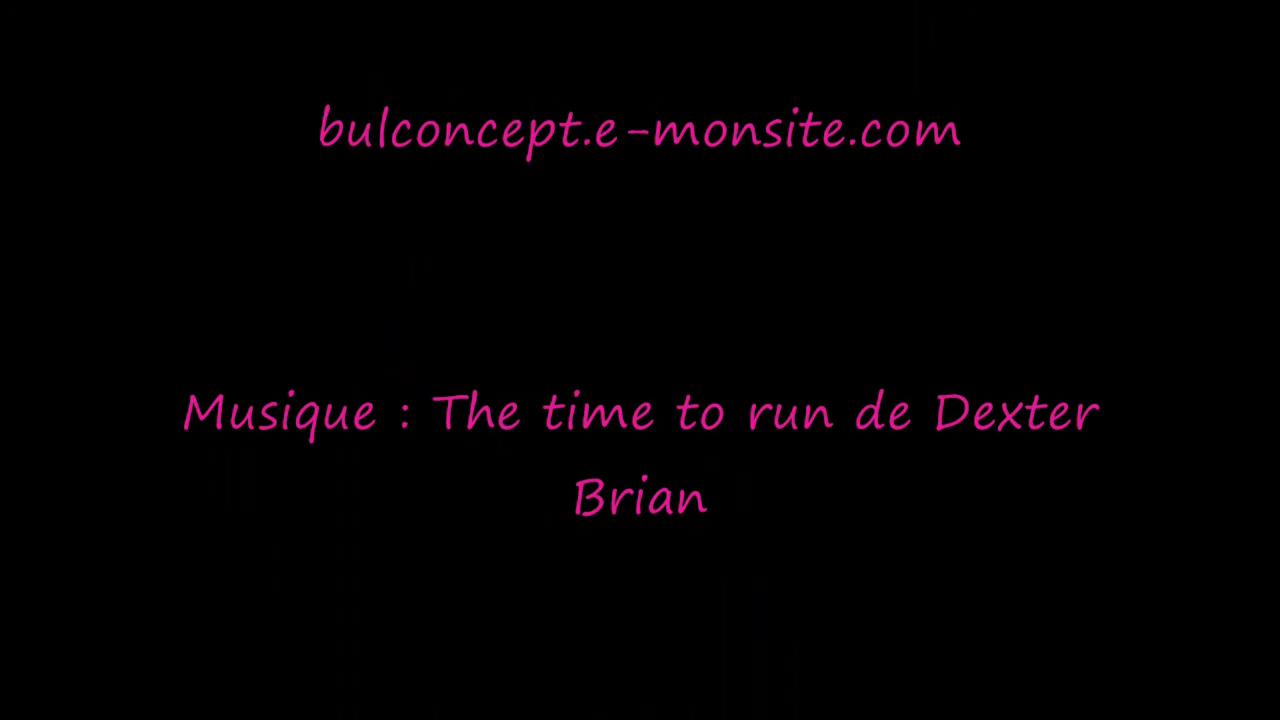 bulconcept.e-monsite.com
Musique : The time to run de Dexter
Brian